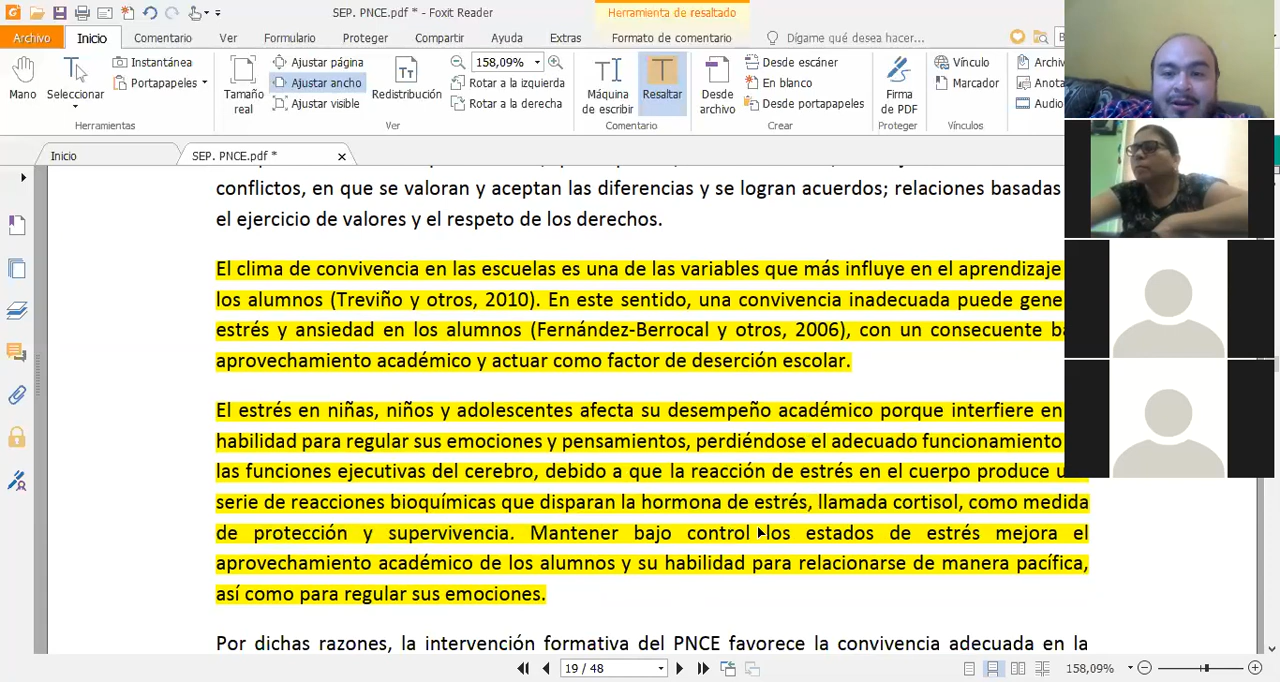 SEP. PNCE.pdf * - Foxit Reader
Herramienta de resaltado
Archivo
Inicio
Comentario
Ver
Formulario
Proteger
Compartir
Ayuda
Extras
Formato de comentario
Dígame qué desea hacer...
Mano
Seleccionar
Instantánea
Portapapeles
Herramientas
Tamaño real
Ajustar página
Ajustar ancho
Ajustar visible
Redistribución
158,09%
Rotar a la izquierda
Rotar a la derecha
Ver
Máquina de escribir
Resaltar
Comentario
Desde archivo
Desde escáner
En blanco
Desde portapapeles
Crear
Firma de PDF
Proteger
Vínculo
Marcador
Vínculos
Audio
Inicio
SEP. PNCE.pdf *
conflictos, en que se valoran y aceptan las diferencias y se logran acuerdos; relaciones basadas
el ejercicio de valores y el respeto de los derechos.
El clima de convivencia en las escuelas es una de las variables que más influye en el aprendizaje
los alumnos (Treviño y otros, 2010). En este sentido, una convivencia inadecuada puede gene
estrés y ansiedad en los alumnos (Fernández-Berrocal y otros, 2006), con un consecuente
aprovechamiento académico y actuar como factor de deserción escolar.
El estrés en niñas, niños y adolescentes afecta su desempeño académico porque interfiere en
habilidad para regular sus emociones y pensamientos, perdiéndose el adecuado funcionamiento
las funciones ejecutivas del cerebro, debido a que la reacción de estrés en el cuerpo produce
serie de reacciones bioquímicas que disparan la hormona de estrés, llamada cortisol, como medida
de protección y supervivencia. Mantener bajo control los estados de estrés mejora el
aprovechamiento académico de los alumnos y su habilidad para relacionarse de manera pacífica,
así como para regular sus emociones.
Por dichas razones, la intervención formativa del PNCE favorece la convivencia adecuada en la
19 / 48
158,09%